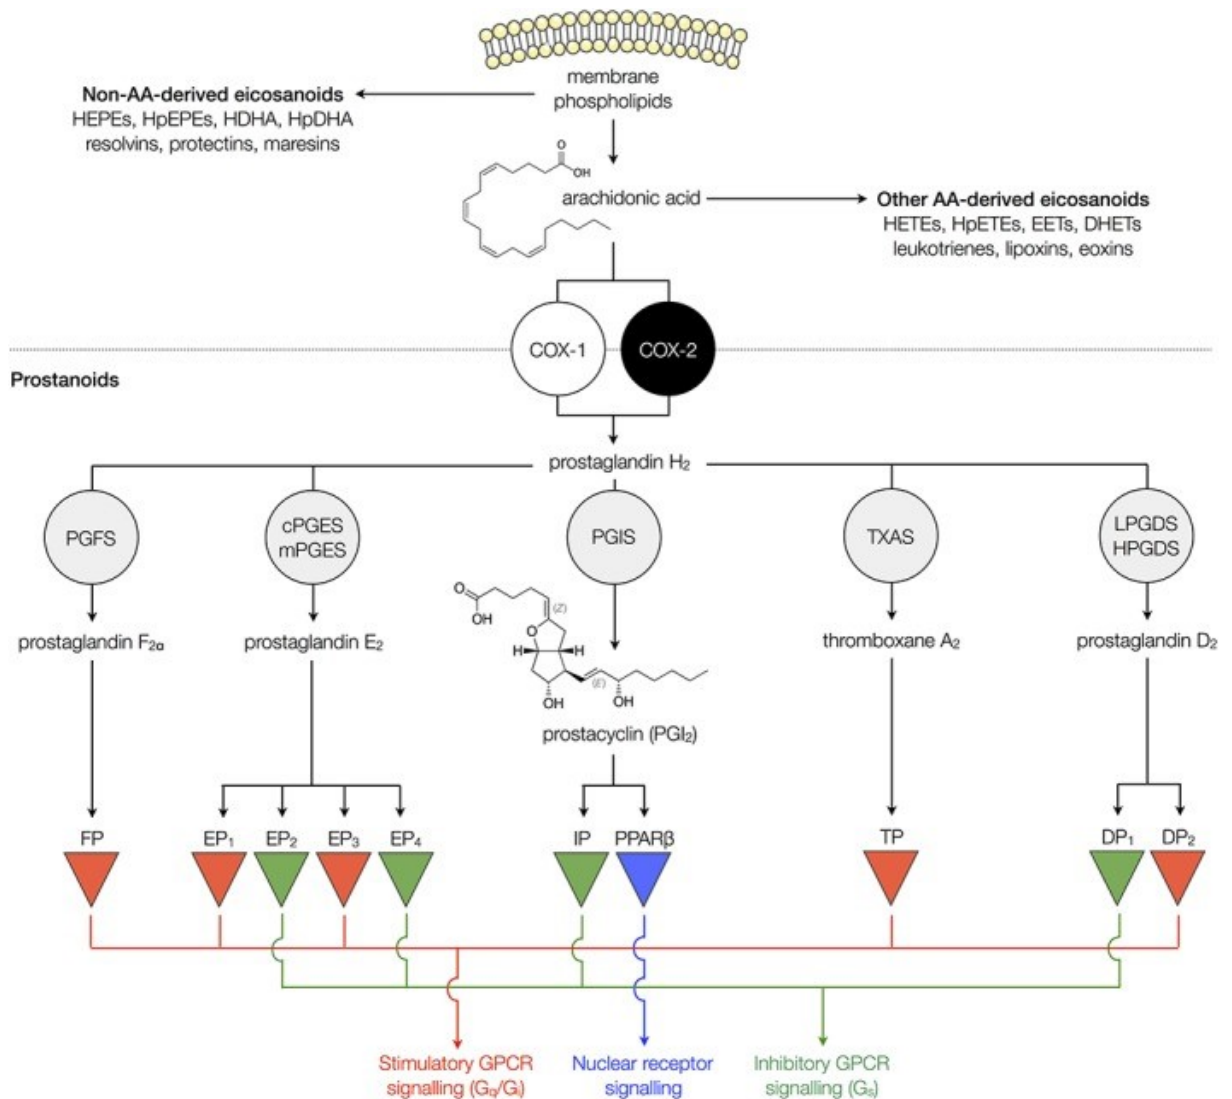 membrane
phospholipids
Non-AA-derived eicosanoids
HEPEs, HpEPEs, HDHA, HpDHA
resolvins, protectins, maresins
O
OH
arachidonic acid
Other AA-derived eicosanoids
HETEs, HpETEs, EETs, DHETs
leukotrienes, lipoxins, eoxins
COX-1
COX-2
Prostanoids
prostaglandin H₂
PGFS
cPGES
mPGES
PGIS
TXAS
LPGDS
HPGDS
O
OH
(Z)
O
H
H
(E)
OH
OH
prostaglandin F₂α
prostaglandin E₂
prostacyclin (PGI₂)
thromboxane A₂
prostaglandin D₂
FP
EP₁
EP₂
EP₃
EP₄
IP
PPARβ
TP
DP₁
DP₂
Stimulatory GPCR
signalling (Gq/Gi)
Nuclear receptor
signalling
Inhibitory GPCR
signalling (Gs)